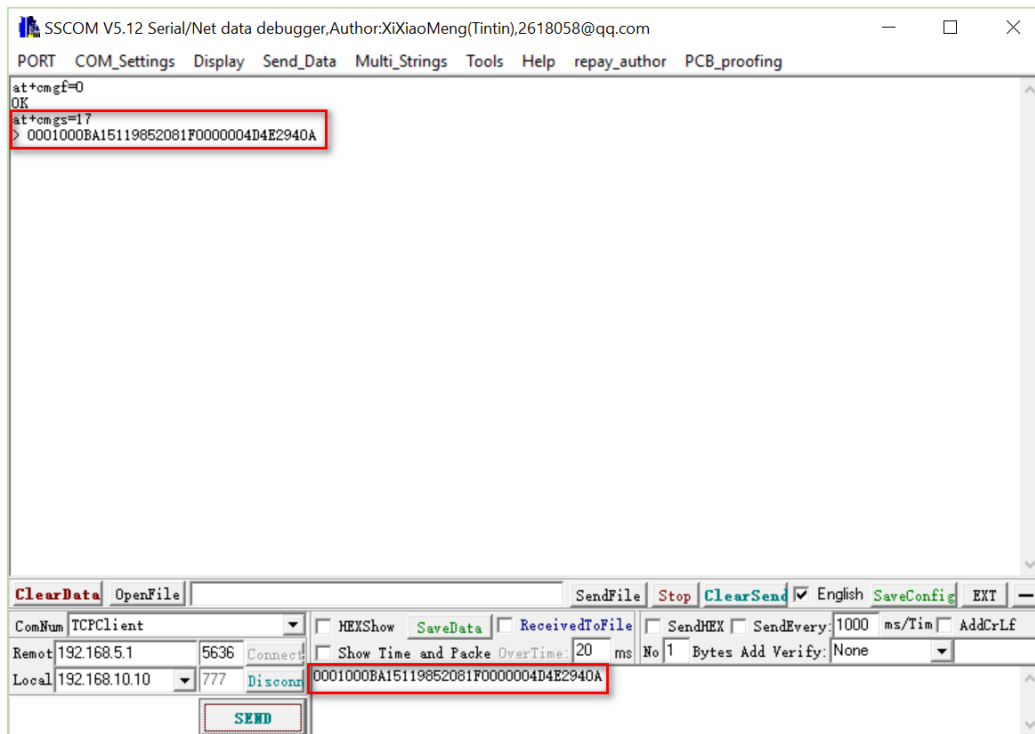 SSCOM V5.12 Serial/Net data debugger,Author:XiXiaoMeng(Tintin),2618058@qq.com
PORT COM_Settings Display Send_Data Multi_Strings Tools Help repay_author PCB_proofing
at+cmgf=0
OK
at+cmgs=17
> 0001000BA15119852081F0000004D4E2940A
ClearData OpenFile SendFile Stop ClearSend English SaveConfig EXT
ComNum TCPClient HEXShow SaveData ReceivedToFile SendHEX SendEvery: 1000 ms/Tim AddCrLf
Remot 192.168.5.1 5636 Connect Show Time and Packe OverTime: 20 ms No 1 Bytes Add Verify: None
Local 192.168.10.10 777 Disconn 0001000BA15119852081F0000004D4E2940A
SEND